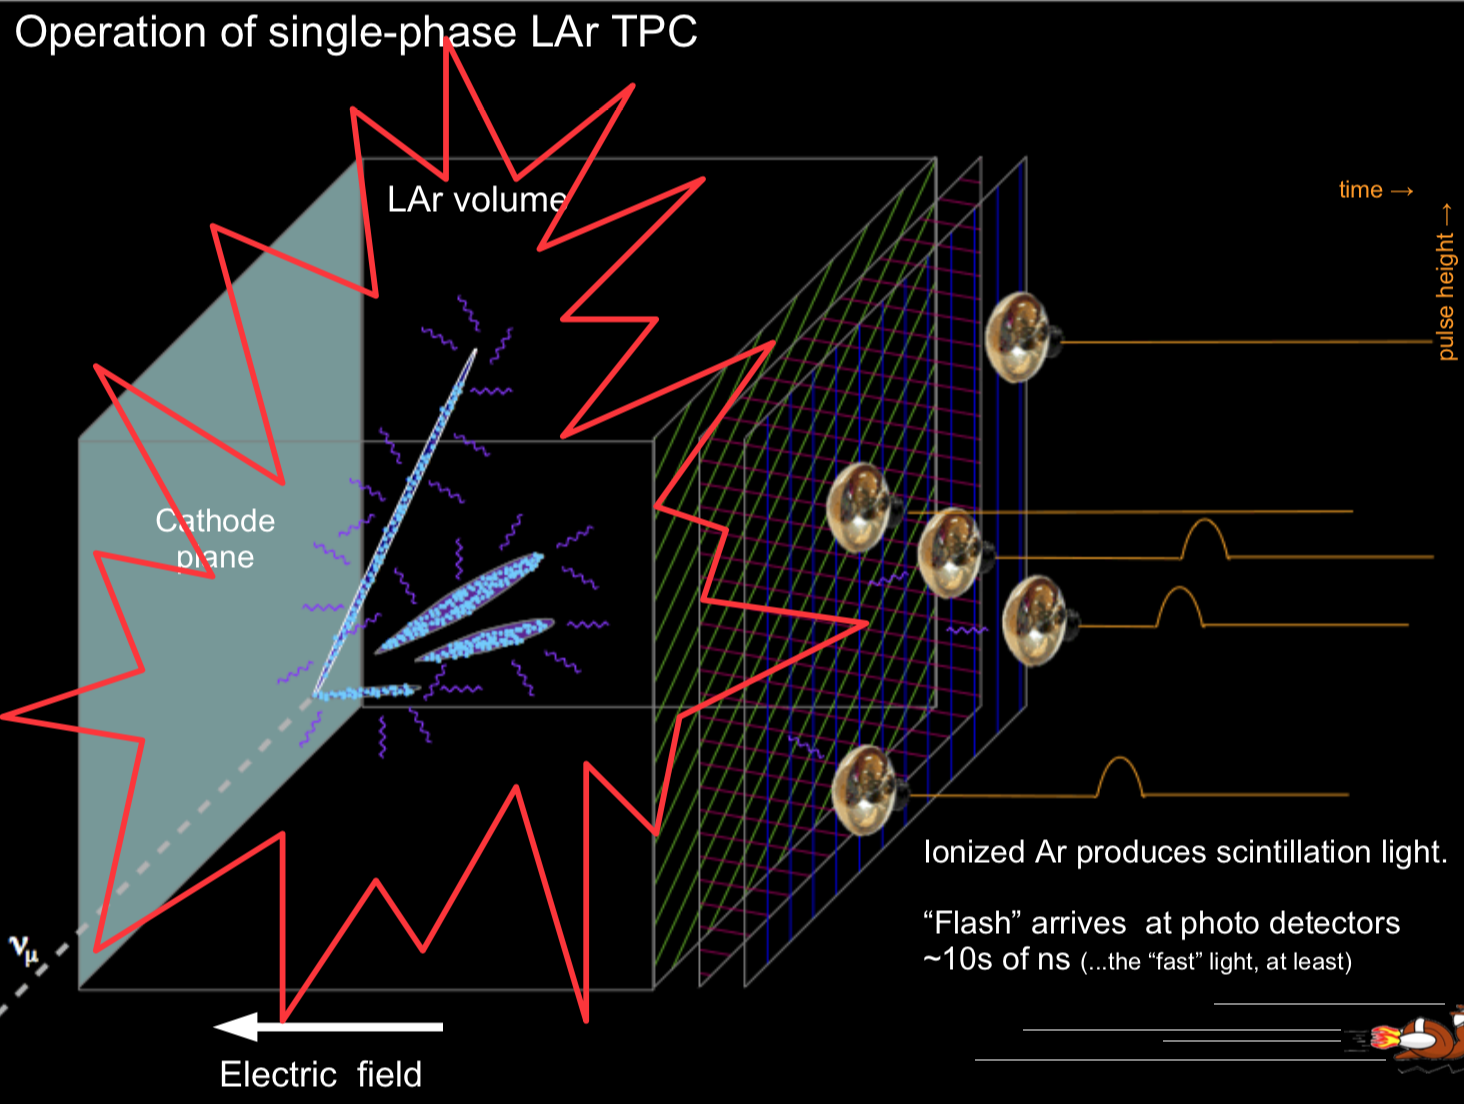 Operation of single-phase LAr TPC
LAr volume
time →
pulse height →
Cathode
plane
Ionized Ar produces scintillation light.
“Flash” arrives at photo detectors
~10s of ns (...the “fast” light, at least)
νμ
Electric field